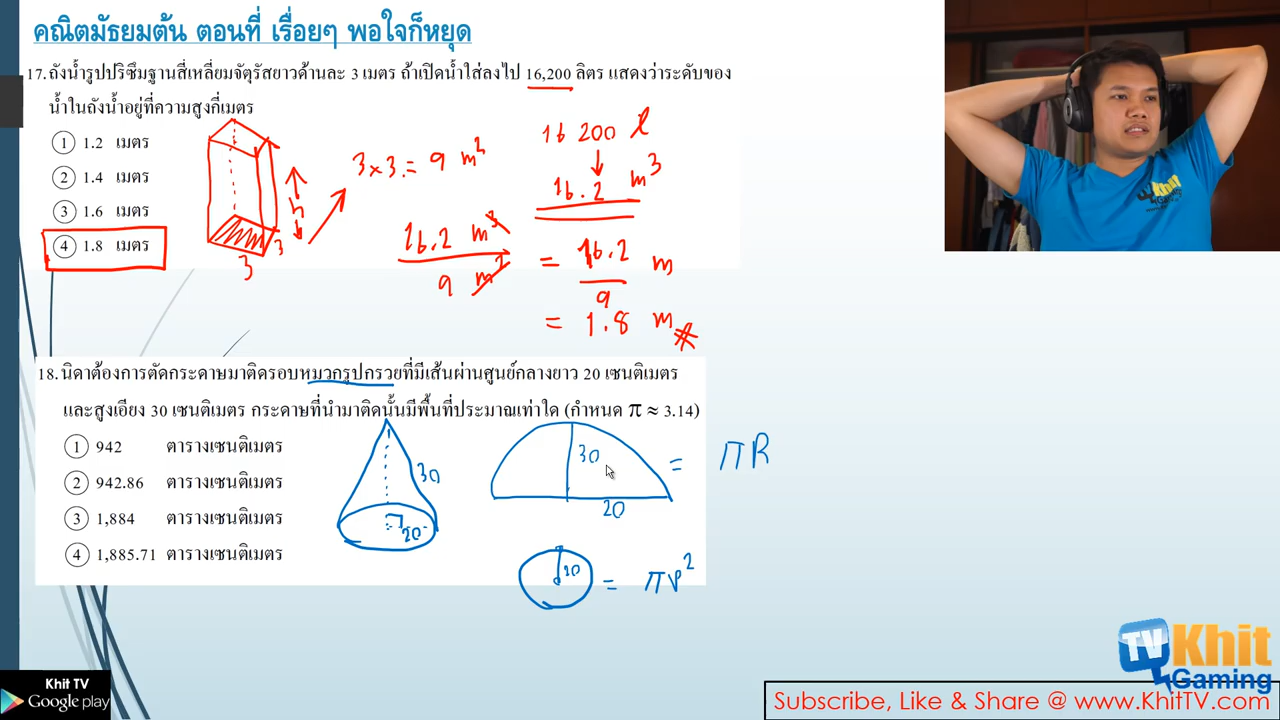 คณิตมัธยมต้น ตอนที่ เรื่อยๆ พอใจก็หยุด
17. ถังน้ำรูปปริซึมฐานสี่เหลี่ยมจัตุรัสยาวด้านละ 3 เมตร ถ้าเปิดน้ำใส่ลงไป 16,200 ลิตร แสดงว่าระดับของ
น้ำในถังน้ำอยู่ที่ความสูงกี่เมตร
1 1.2 เมตร
2 1.4 เมตร
3 1.6 เมตร
4 1.8 เมตร
3
3
h
3 × 3 = 9 m²
16 200 l
16.2 m³
16.2 m³
9 m²
= 16.2 m
9
= 1.8 m
18. นิดาต้องการตัดกระดาษมาติดรอบหมวกรูปกรวยที่มีเส้นผ่านศูนย์กลางยาว 20 เซนติเมตร
และสูงเอียง 30 เซนติเมตร กระดาษที่นำมาติดนั้นมีพื้นที่ประมาณเท่าใด (กำหนด π ≈ 3.14)
1 942 ตารางเซนติเมตร
2 942.86 ตารางเซนติเมตร
3 1,884 ตารางเซนติเมตร
4 1,885.71 ตารางเซนติเมตร
30
20
30
20
= πR
20
= πr²
TV Khit
Gaming
Khit TV
Google play
Subscribe, Like & Share @ www.KhitTV.com